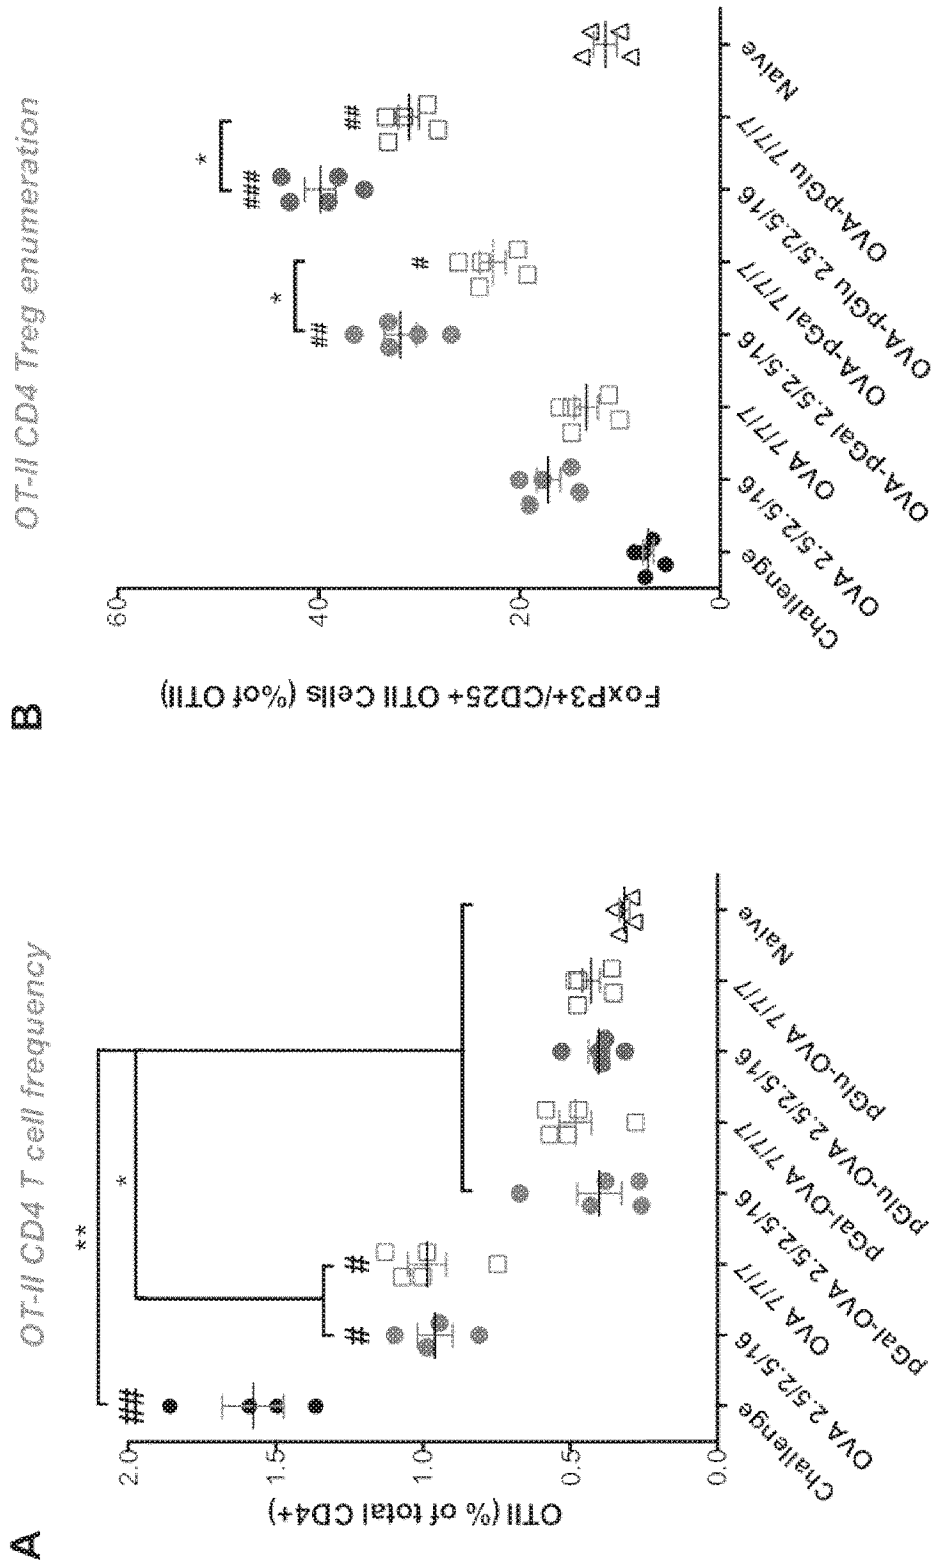 A
OT-II CD4 T cell frequency
OTII (% of total CD4+)
2.0
1.5
1.0
0.5
0.0
**
*
##
#
#
Challenge
OVA 2.5/2.5/16
OVA 7/7/7
pGal-OVA 2.5/2.5/16
pGal-OVA 7/7/7
pGlu-OVA 2.5/2.5/16
pGlu-OVA 7/7/7
Naive
B
OT-II CD4 Treg enumeration
FoxP3+/CD25+ OTII Cells (%of OTII)
60
40
20
0
*
*
##
#
###
##
Challenge
OVA 2.5/2.5/16
OVA 7/7/7
OVA-pGal 2.5/2.5/16
OVA-pGal 7/7/7
OVA-pGlu 2.5/2.5/16
OVA-pGlu 7/7/7
Naive